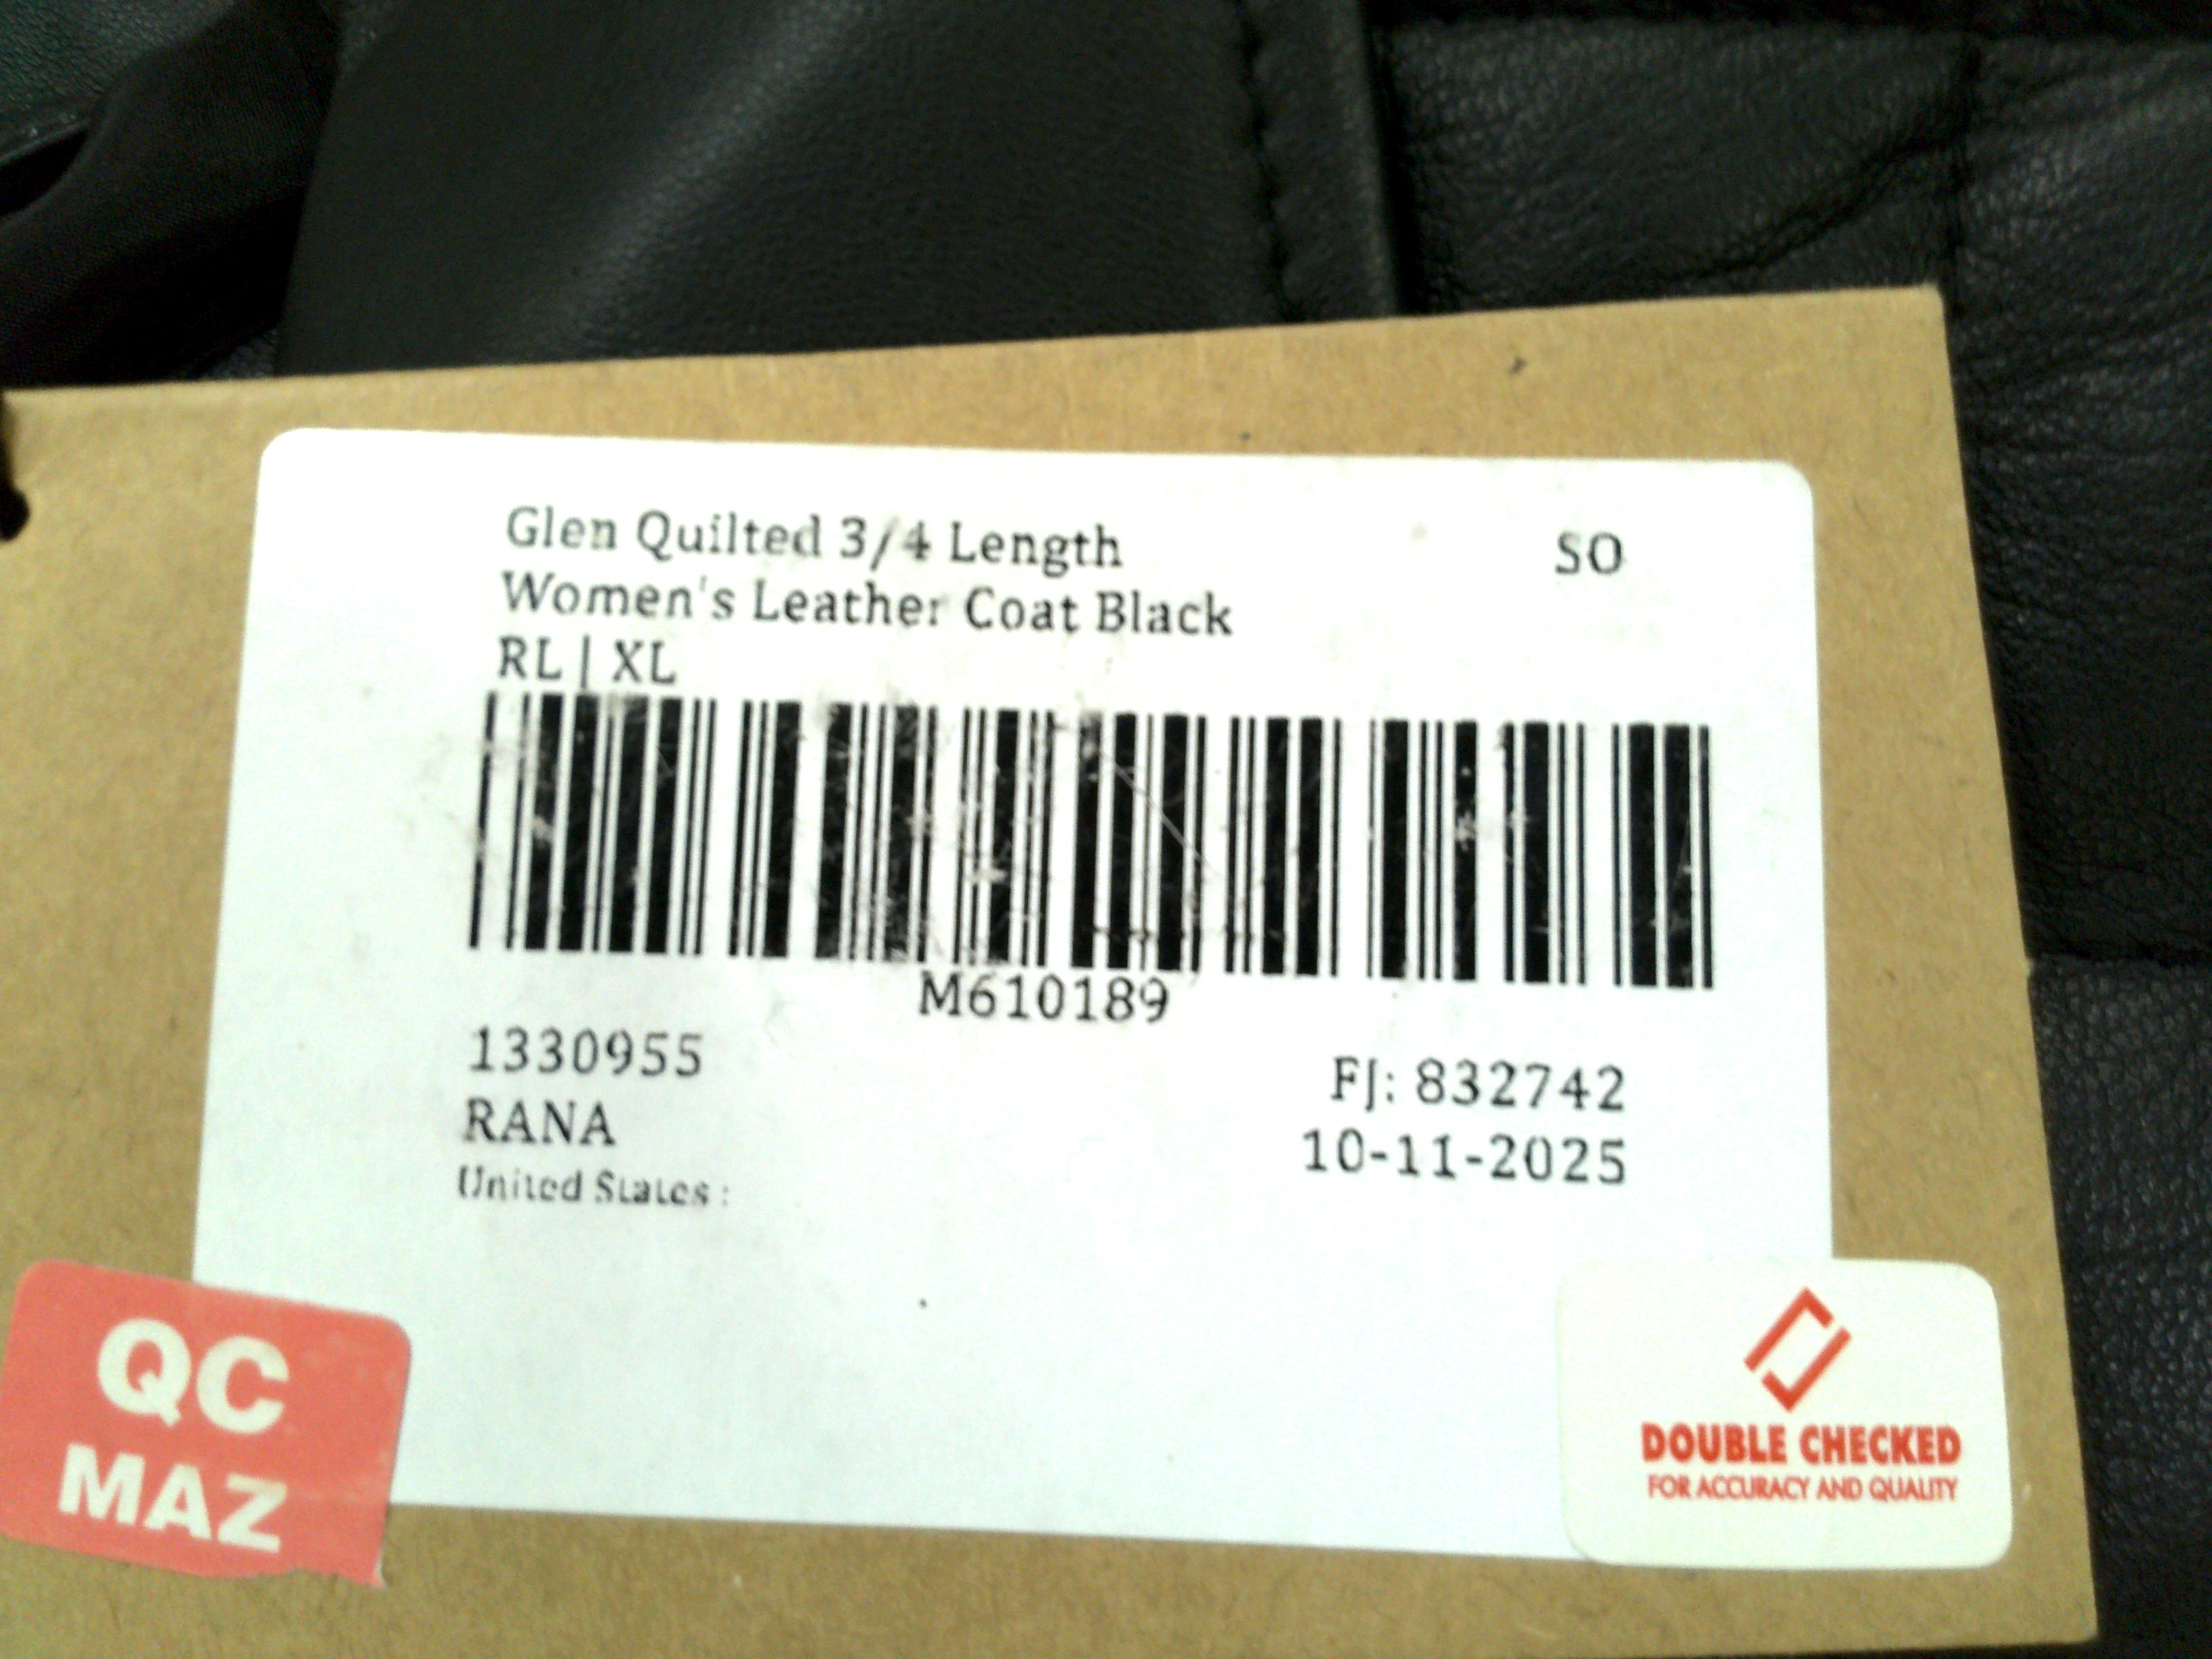 Glen Quilted 3/4 Length
SO
Women's Leather Coat Black
RL | XL
M610189
1330955
FJ: 832742
RANA
10-11-2025
United States :
QC
MAZ
DOUBLE CHECKED
FOR ACCURACY AND QUALITY